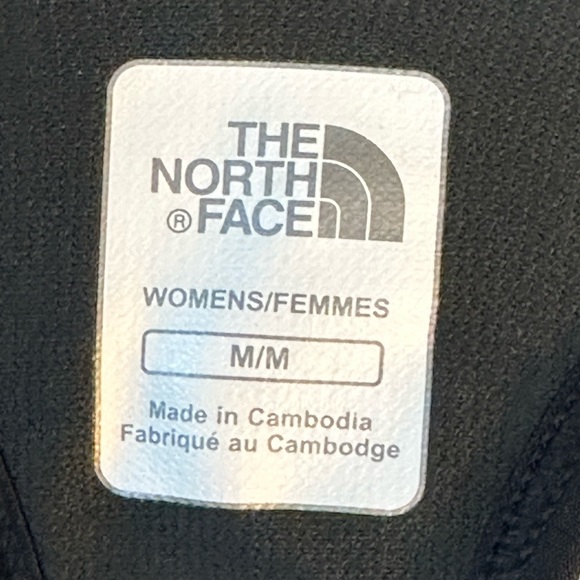 THE
NORTH
® FACE
WOMENS/FEMMES
M/M
Made in Cambodia
Fabriqué au Cambodge